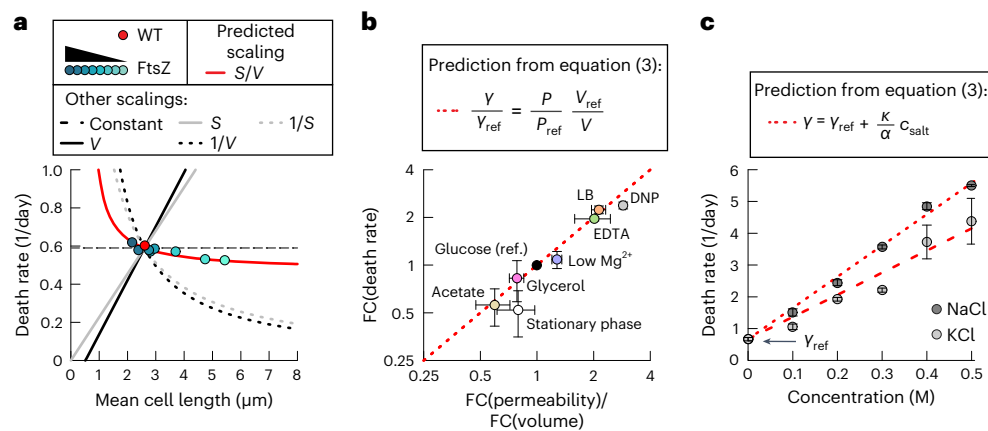 a
WT
FtsZ
Predicted
scaling
S/V
Other scalings:
Constant
S
1/S
V
1/V
Death rate (1/day)
1.0
0.8
0.6
0.4
0.2
0
0 1 2 3 4 5 6 7 8
Mean cell length (μm)
b
Prediction from equation (3):
γ/γref = P/Pref Vref/V
FC(death rate)
4
2
1
0.5
0.25
LB
DNP
EDTA
Glucose (ref.)
Low Mg2+
Glycerol
Acetate
Stationary phase
0.25 0.5 1 2 4
FC(permeability)/
FC(volume)
c
Prediction from equation (3):
γ = γref + κ/α csalt
Death rate (1/day)
6
5
4
3
2
1
0
NaCl
KCl
γref
0 0.1 0.2 0.3 0.4 0.5
Concentration (M)